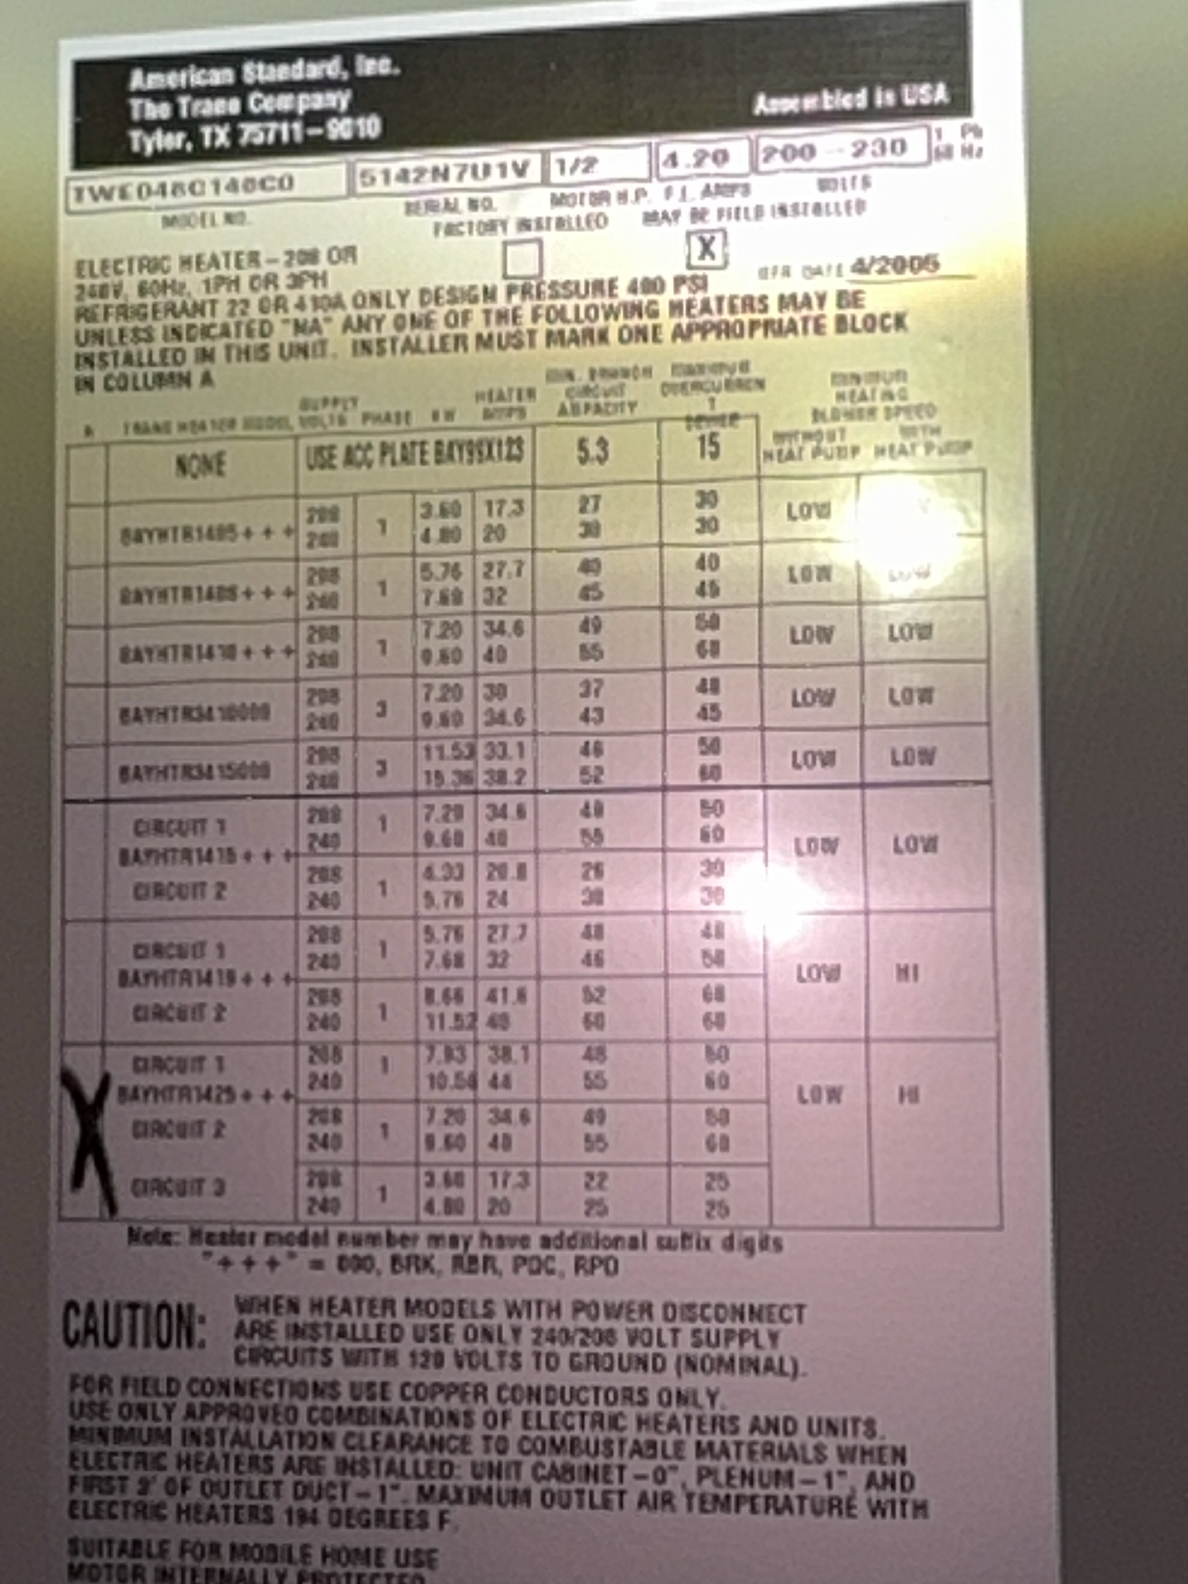 American Standard, Inc.
The Trane Company
Tyler, TX 75711-9010
Assembled in USA
TWE048C140C0 5142N7U1V 1/2 4.20 200-230 1 Ph
60 Hz
MODEL NO. SERIAL NO. MOTOR H.P. F.L. AMPS VOLTS
FACTORY INSTALLED MAY BE FIELD INSTALLED
ELECTRIC HEATER-208 OR
240V, 60Hz, 1PH OR 3PH
X
MFR DATE 4/2005
REFRIGERANT 22 OR 410A ONLY DESIGN PRESSURE 400 PSI
UNLESS INDICATED "NA" ANY ONE OF THE FOLLOWING HEATERS MAY BE
INSTALLED IN THIS UNIT. INSTALLER MUST MARK ONE APPROPRIATE BLOCK
IN COLUMN A
A TRANE HEATER MODEL SUPPLY VOLTS PHASE KW HEATER AMPS MIN. BRANCH CIRCUIT AMPACITY MAXIMUM OVERCURRENT DEVICE MINIMUM HEATING BLOWER SPEED
WITHOUT HEAT PUMP WITH HEAT PUMP
NONE USE ACC PLATE BAY99X123 5.3 15
BAYHTR1405+++ 208 1 3.60 17.3 27 30 LOW
240 4.80 20 30 30
BAYHTR1408+++ 208 1 5.76 27.7 40 40 LOW LOW
240 7.68 32 45 45
BAYHTR1410+++ 208 1 7.20 34.6 49 50 LOW LOW
240 9.60 40 55 60
BAYHTR3410000 208 3 7.20 30 37 40 LOW LOW
240 9.60 34.6 43 45
BAYHTR3415000 208 3 11.53 33.1 46 50 LOW LOW
240 15.36 38.2 52 60
CIRCUIT 1 208 1 7.20 34.6 49 50
BAYHTR1415+++ 240 9.60 40 55 60 LOW LOW
CIRCUIT 2 208 1 4.33 20.8 26 30
240 5.76 24 30 30
CIRCUIT 1 208 1 5.76 27.7 40 40
BAYHTR1419+++ 240 7.68 32 46 50 LOW HI
CIRCUIT 2 208 1 8.66 41.6 52 60
240 11.52 48 60 60
X
CIRCUIT 1 208 1 7.93 38.1 48 50
BAYHTR1425+++ 240 10.56 44 55 60 LOW HI
CIRCUIT 2 208 1 7.20 34.6 49 50
240 9.60 40 55 60
CIRCUIT 3 208 1 3.60 17.3 22 25
240 4.80 20 25 25
Note: Heater model number may have additional suffix digits
"+++" = 000, BRK, RBR, PDC, RPD
CAUTION: WHEN HEATER MODELS WITH POWER DISCONNECT
ARE INSTALLED USE ONLY 240/208 VOLT SUPPLY
CIRCUITS WITH 120 VOLTS TO GROUND (NOMINAL).
FOR FIELD CONNECTIONS USE COPPER CONDUCTORS ONLY.
USE ONLY APPROVED COMBINATIONS OF ELECTRIC HEATERS AND UNITS.
MINIMUM INSTALLATION CLEARANCE TO COMBUSTABLE MATERIALS WHEN
ELECTRIC HEATERS ARE INSTALLED: UNIT CABINET-0", PLENUM-1", AND
FIRST 3' OF OUTLET DUCT-1". MAXIMUM OUTLET AIR TEMPERATURE WITH
ELECTRIC HEATERS 194 DEGREES F.
SUITABLE FOR MOBILE HOME USE
MOTOR INTERNALLY PROTECTED